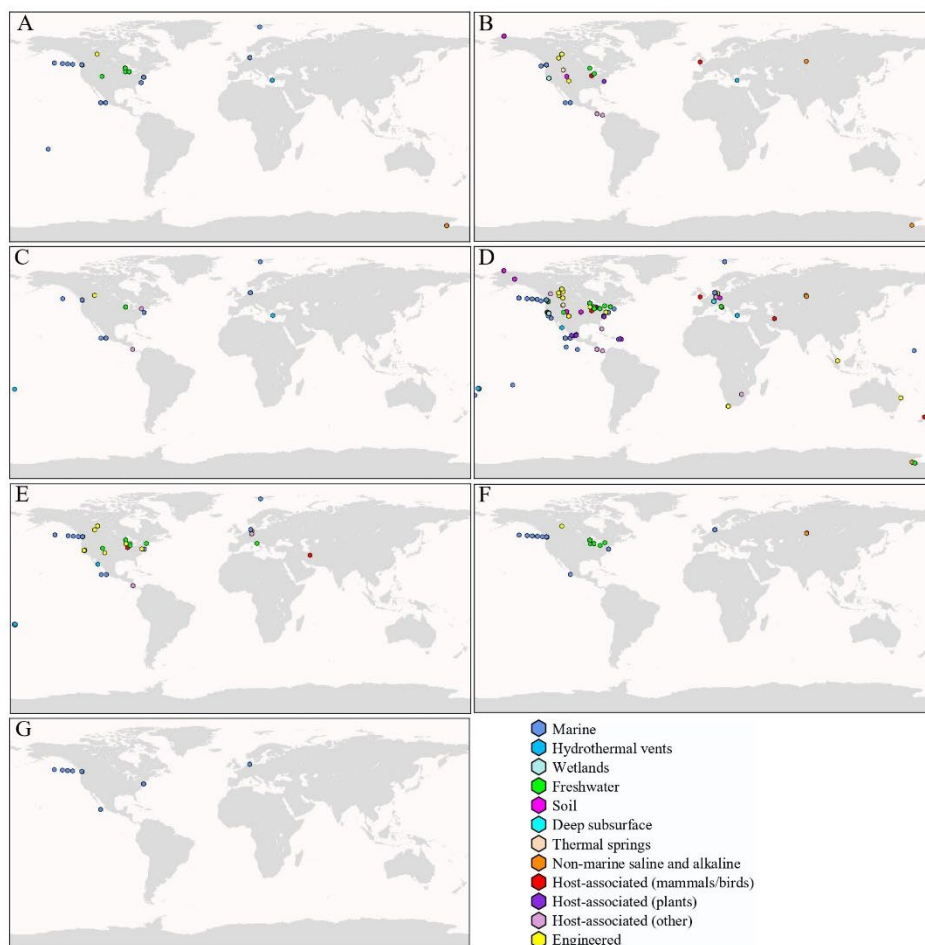 A
B
C
D
E
F
G
Marine
Hydrothermal vents
Wetlands
Freshwater
Soil
Deep subsurface
Thermal springs
Non-marine saline and alkaline
Host-associated (mammals/birds)
Host-associated (plants)
Host-associated (other)
Engineered